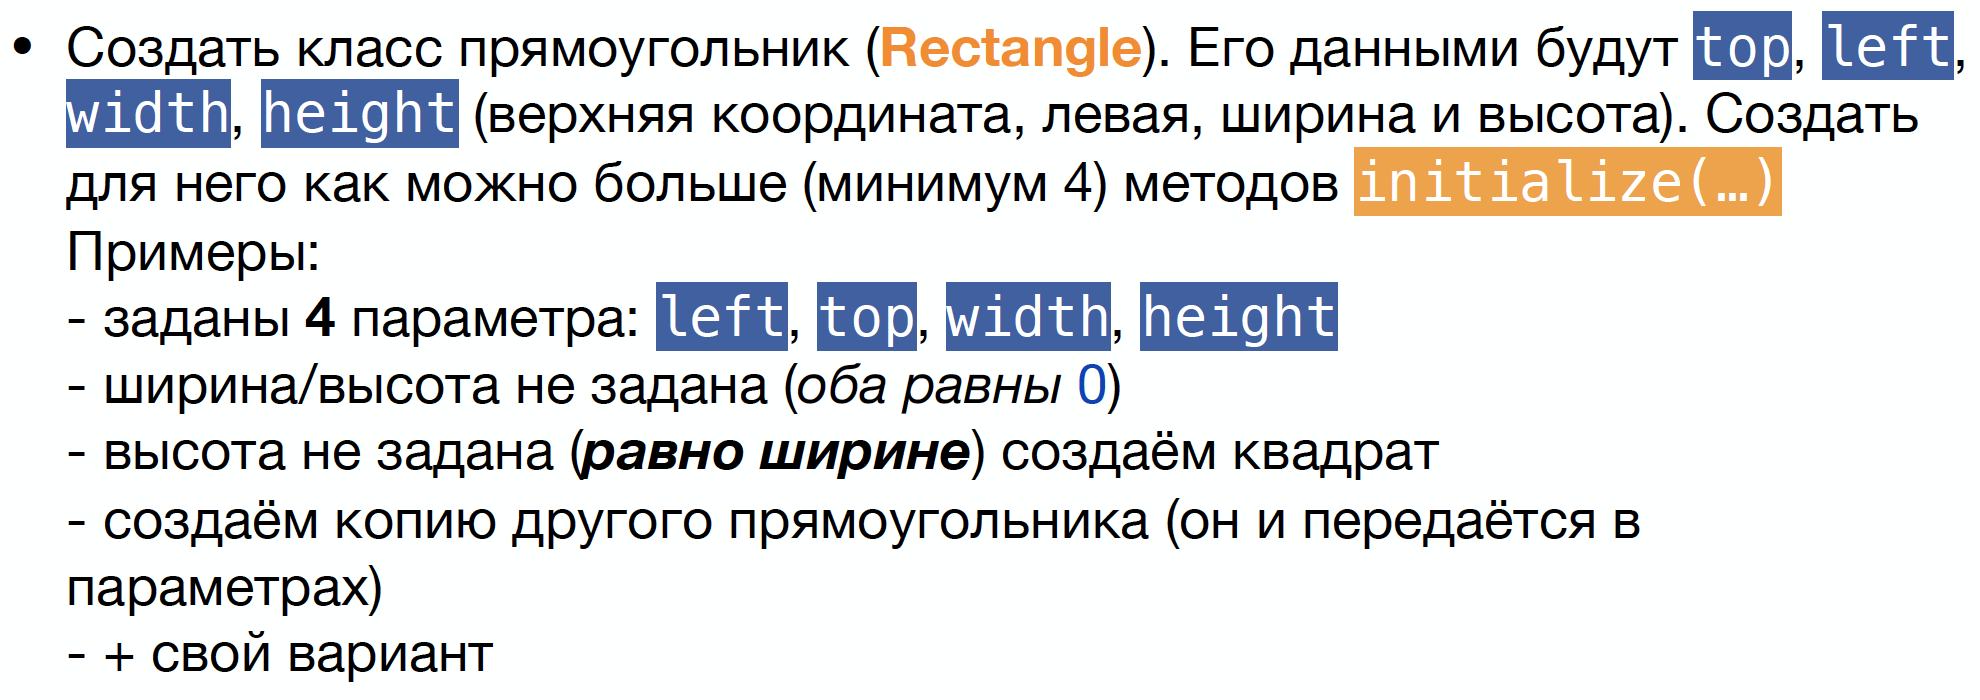 • Создать класс прямоугольник (Rectangle). Его данными будут top, left,
width, height (верхняя координата, левая, ширина и высота). Создать
для него как можно больше (минимум 4) методов initialize(…)
Примеры:
- заданы 4 параметра: left, top, width, height
- ширина/высота не задана (оба равны 0)
- высота не задана (равно ширине) создаём квадрат
- создаём копию другого прямоугольника (он и передаётся в
параметрах)
- + свой вариант